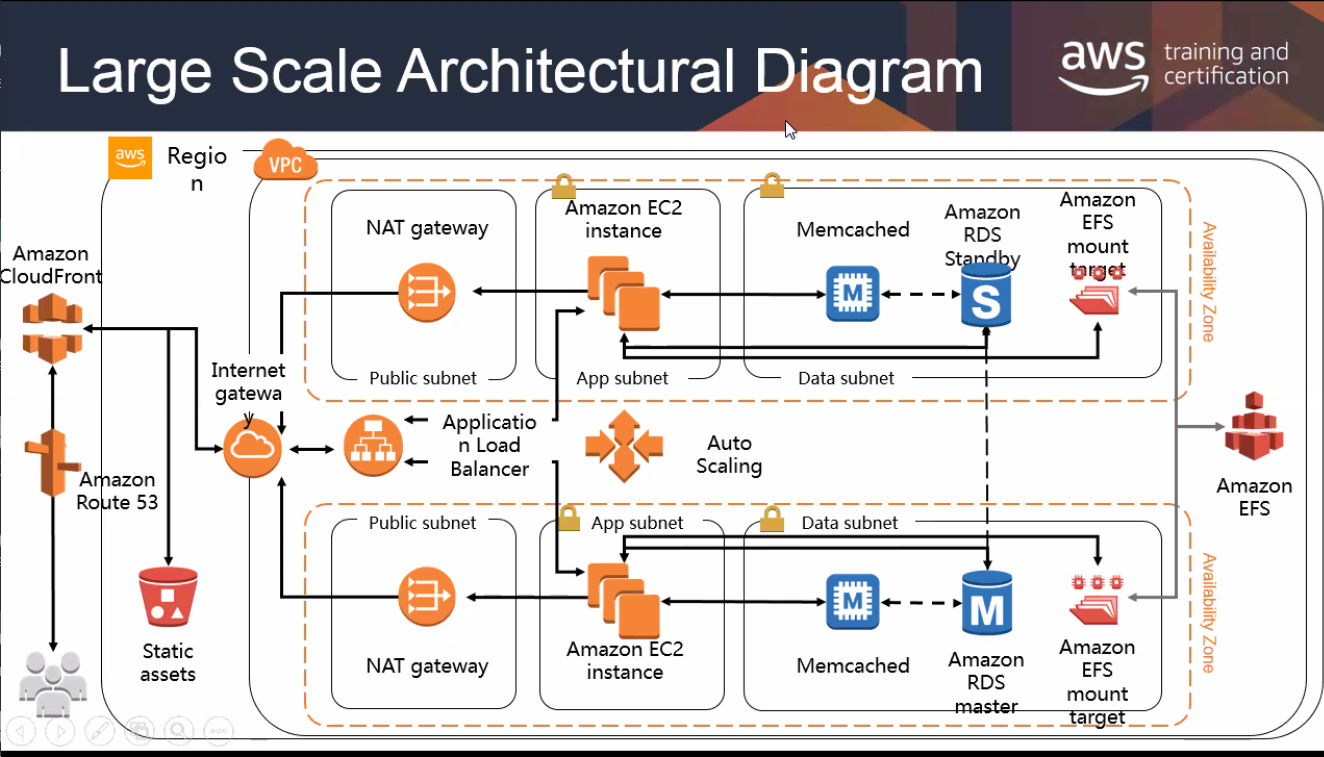 Large Scale Architectural Diagram
aws
training and
certification
aws
Regio
n
VPC
Availability Zone
NAT gateway
Amazon EC2
instance
Memcached
M
Amazon
RDS
Standby
S
Amazon
EFS
mount
target
Public subnet
App subnet
Data subnet
Amazon
CloudFront
Internet
gatewa
y
Applicatio
n Load
Balancer
Auto
Scaling
Amazon
Route 53
Amazon
EFS
Public subnet
App subnet
Data subnet
Availability Zone
Static
assets
NAT gateway
Amazon EC2
instance
M
Memcached
M
Amazon
RDS
master
Amazon
EFS
mount
target